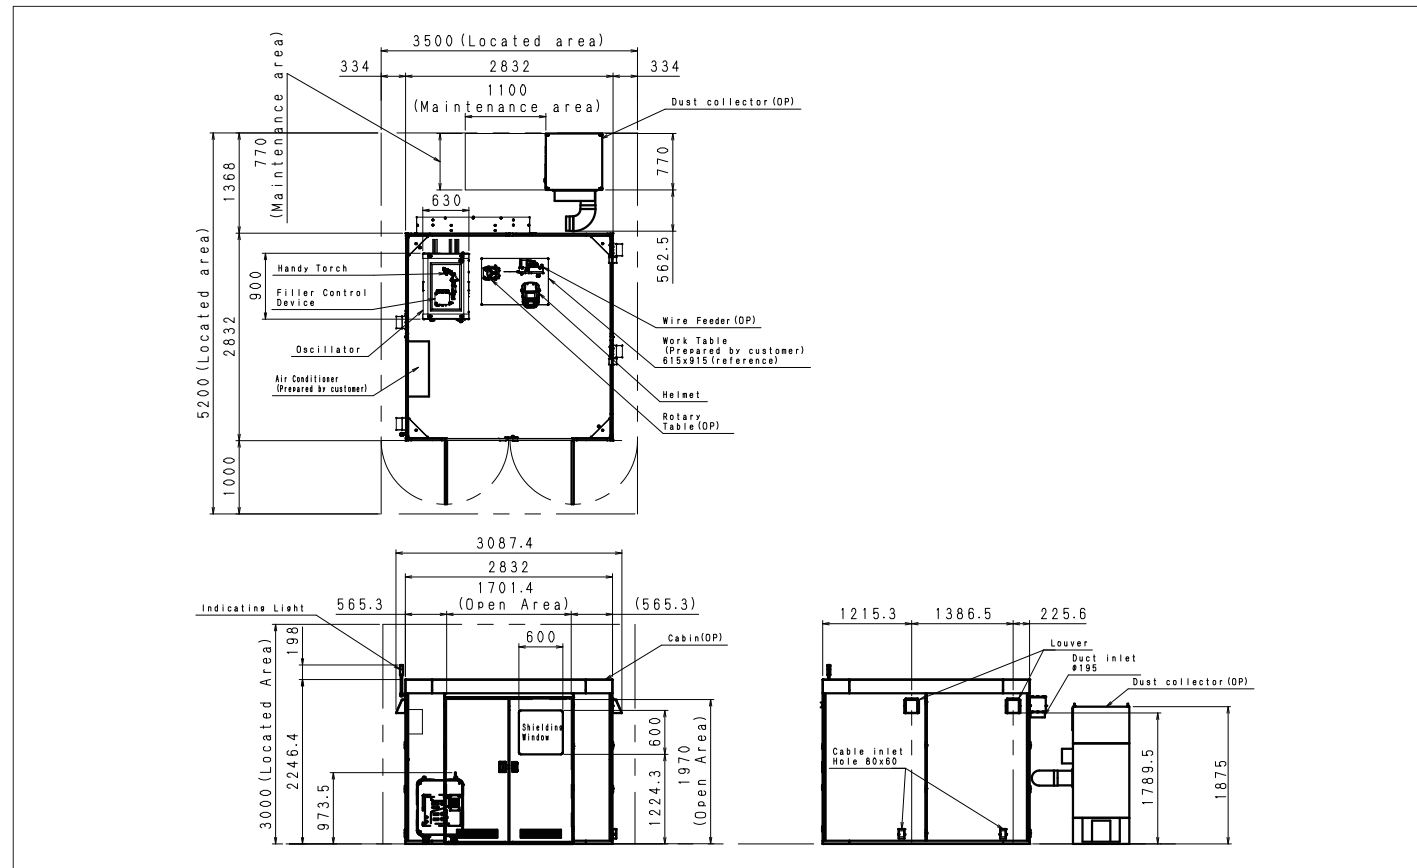 3500(Located area)
334
2832
334
1100
(Maintenance area)
Dust collector(OP)
770
(Maintenance area)
1368
770
630
562.5
5200(Located area)
2832
900
Handy Torch
Filler Control
Device
Oscillator
Air Conditioner
(Prepared by customer)
Wire Feeder(OP)
Work Table
(Prepared by customer)
615x915(reference)
Helmet
Rotary
Table(OP)
1000
3087.4
2832
1701.4
(Open Area)
565.3
(565.3)
Indicating Light
600
Cabin(OP)
3000(Located Area)
198
2246.4
973.5
Shielding
Window
600
1224.3
1970
(Open Area)
1215.3
1386.5
225.6
Louver
Duct inlet
ø195
Dust collector(OP)
Cable inlet
Hole 80x60
1789.5
1875